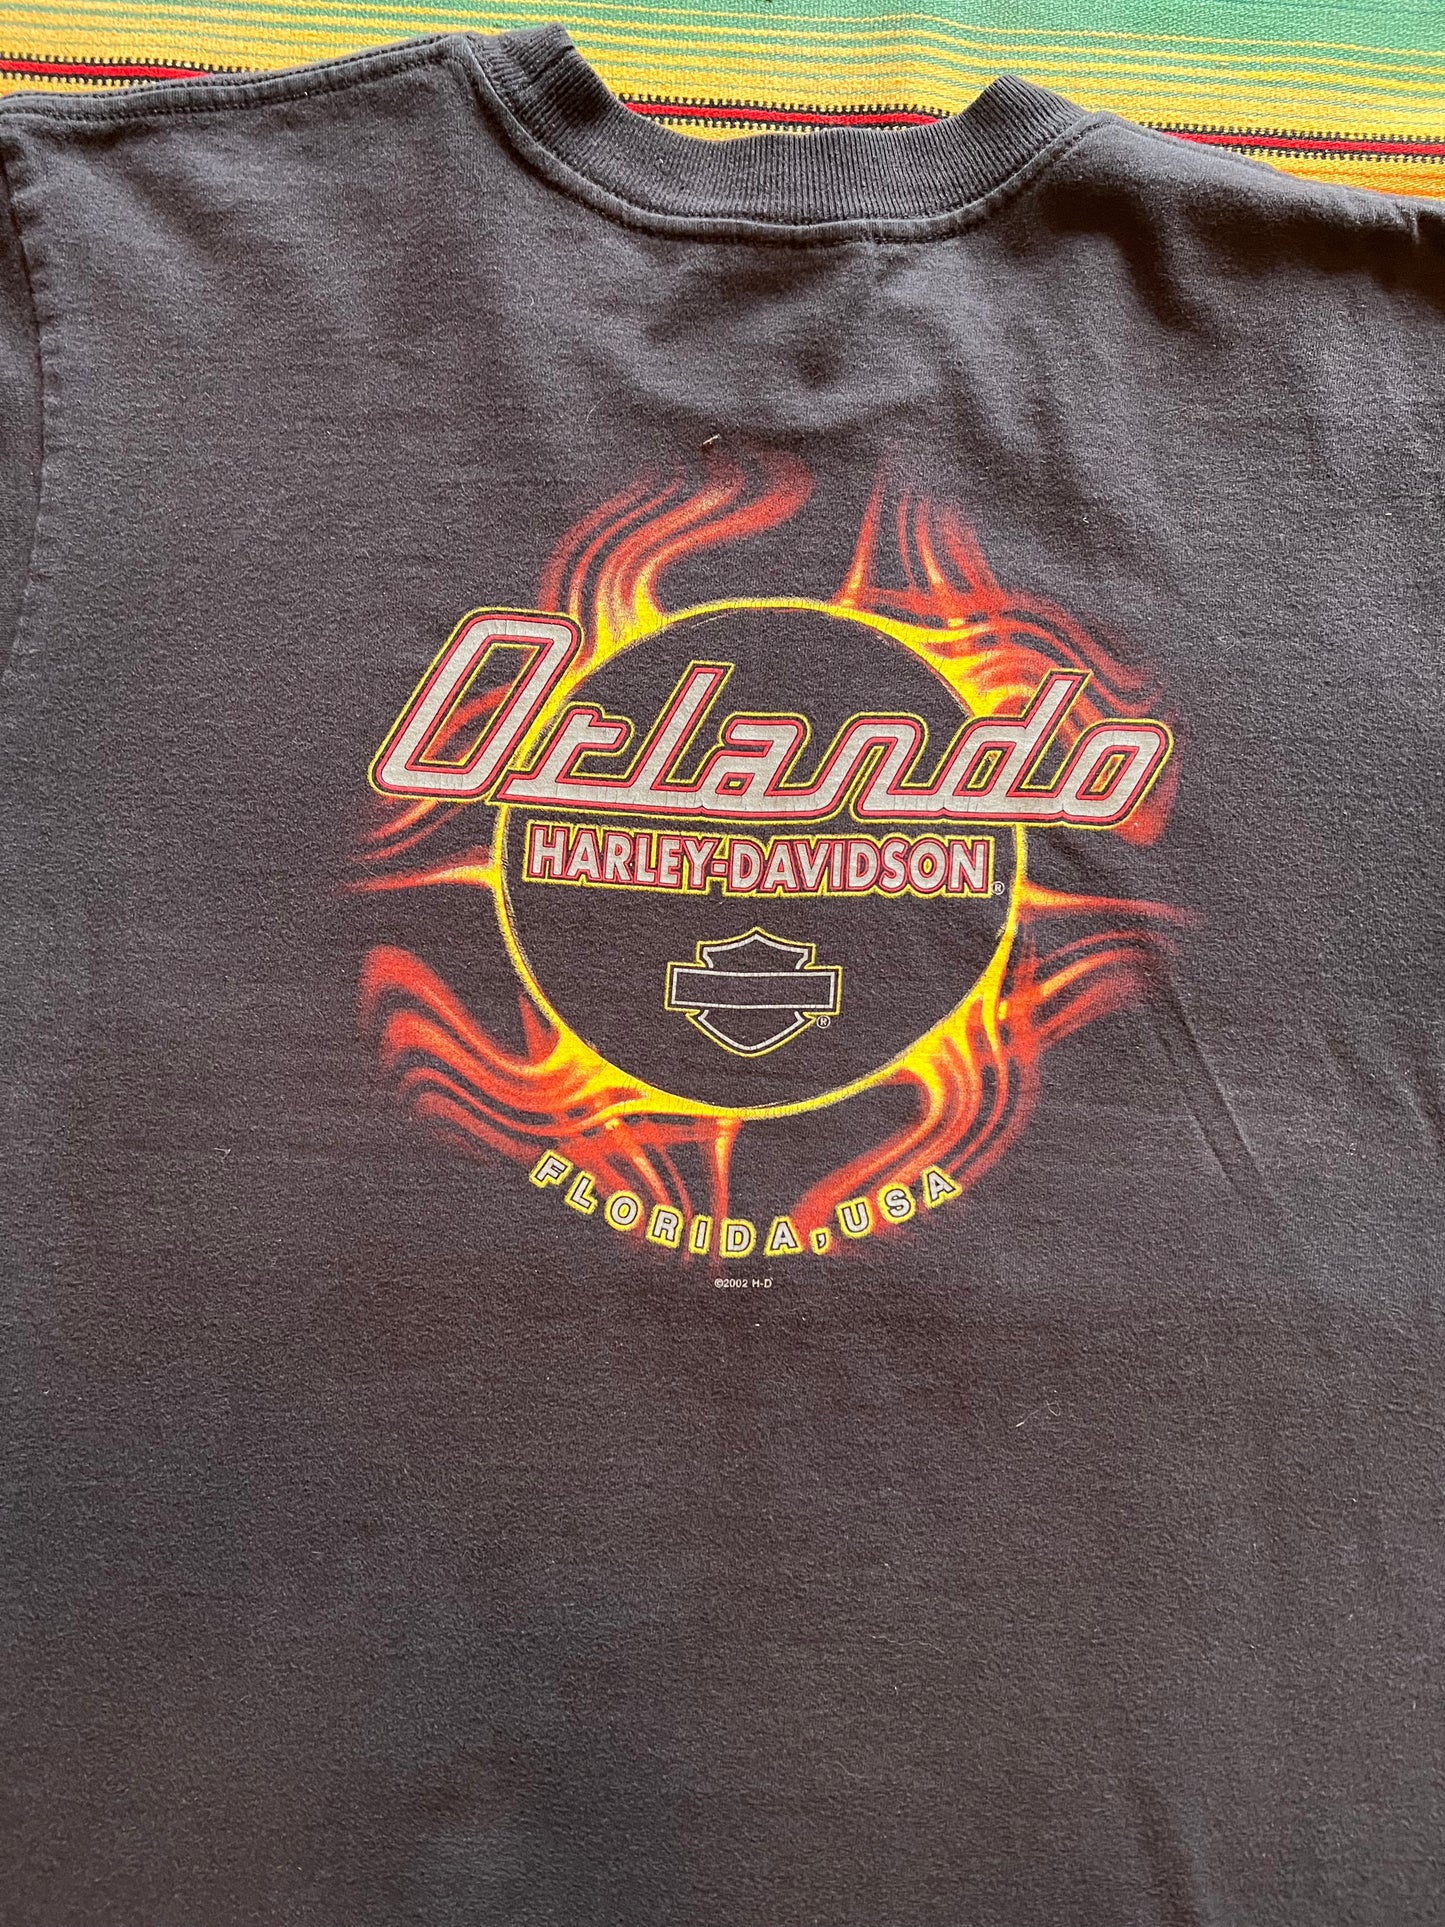 Orlando
HARLEY-DAVIDSON®
®
FLORIDA, USA
©2002 H-D